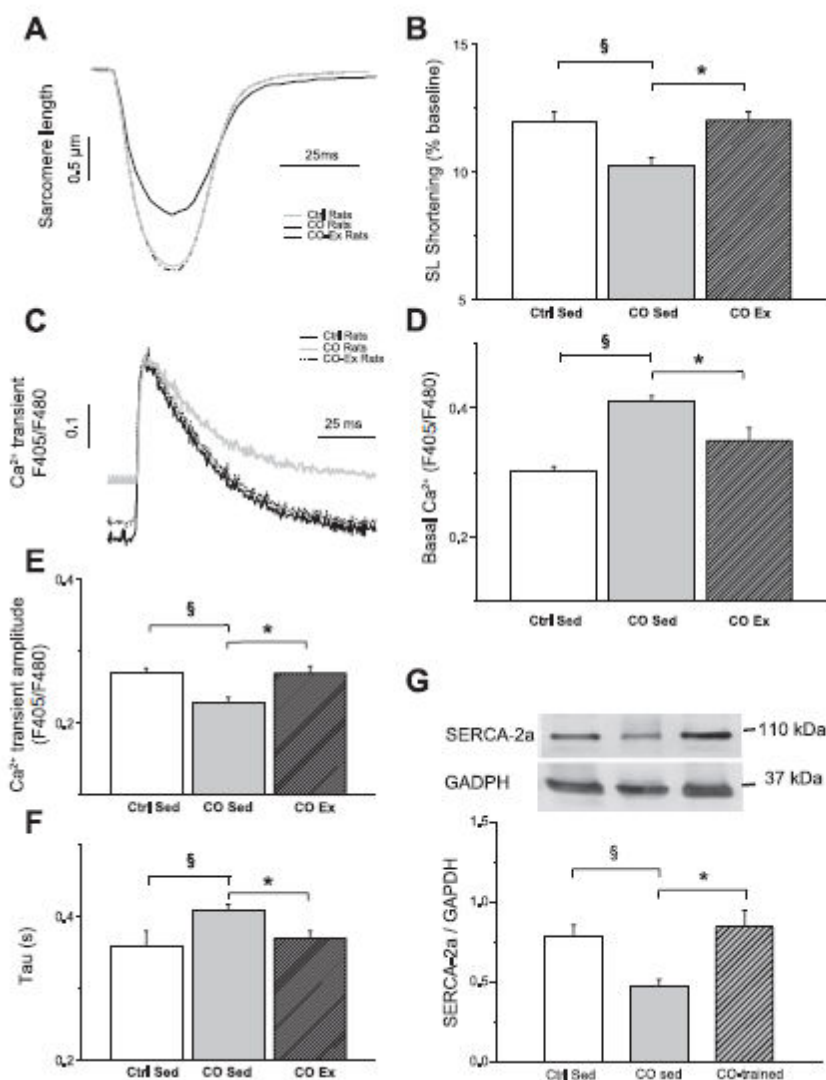 A
Sarcomere length
0.5 µm
25ms
Ctrl Rats
CO Rats
CO-Ex Rats
B
SL Shortening (% baseline)
15
10
5
§
*
Ctrl Sed
CO Sed
CO Ex
C
Ca²⁺ transient
F405/F480
0.1
Ctrl Rats
CO Rats
CO-Ex Rats
25 ms
D
Basal Ca²⁺ (F405/F480)
0,4
0,2
§
*
Ctrl Sed
CO Sed
CO Ex
E
Ca²⁺ transient amplitude
(F405/F480)
0,4
0,2
§
*
Ctrl Sed
CO Sed
CO Ex
F
Tau (s)
0,4
0,2
§
*
Ctrl Sed
CO Sed
CO Ex
G
SERCA-2a
110 kDa
GADPH
37 kDa
SERCA-2a / GAPDH
1.5
1.0
0.5
0.0
§
*
Ctrl Sed
CO sed
CO-trained